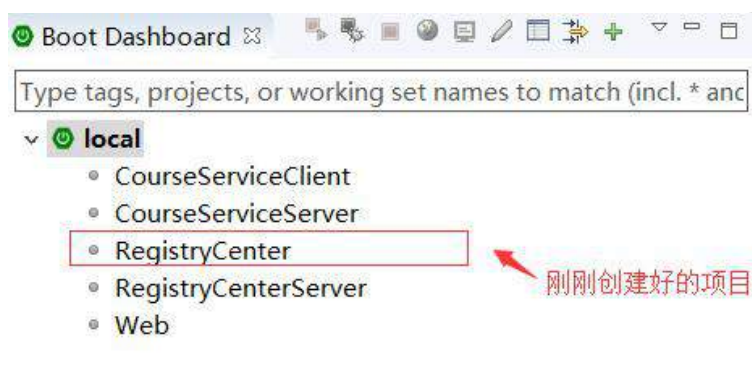 Boot Dashboard
Type tags, projects, or working set names to match (incl. * and
local
CourseServiceClient
CourseServiceServer
RegistryCenter
刚刚创建好的项目
RegistryCenterServer
Web